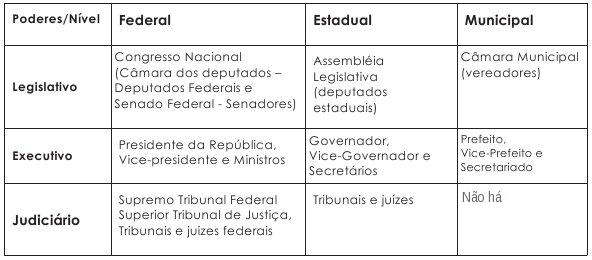 Poderes/Nível
Federal
Estadual
Municipal
Legislativo
Congresso Nacional
(Câmara dos deputados –
Deputados Federais e
Senado Federal - Senadores)
Assembléia
Legislativa
(deputados
estaduais)
Câmara Municipal
(vereadores)
Executivo
Presidente da República,
Vice-presidente e Ministros
Governador,
Vice-Governador e
Secretários
Prefeito,
Vice-Prefeito e
Secretariado
Judiciário
Supremo Tribunal Federal
Superior Tribunal de Justiça,
Tribunais e juizes federais
Tribunais e juízes
Não há